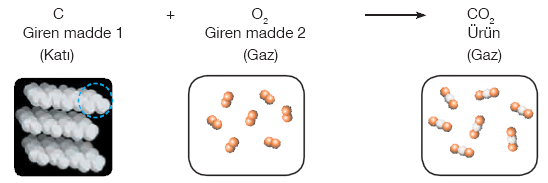 C + O₂ ⟶ CO₂
Giren madde 1 Giren madde 2 Ürün
(Katı) (Gaz) (Gaz)